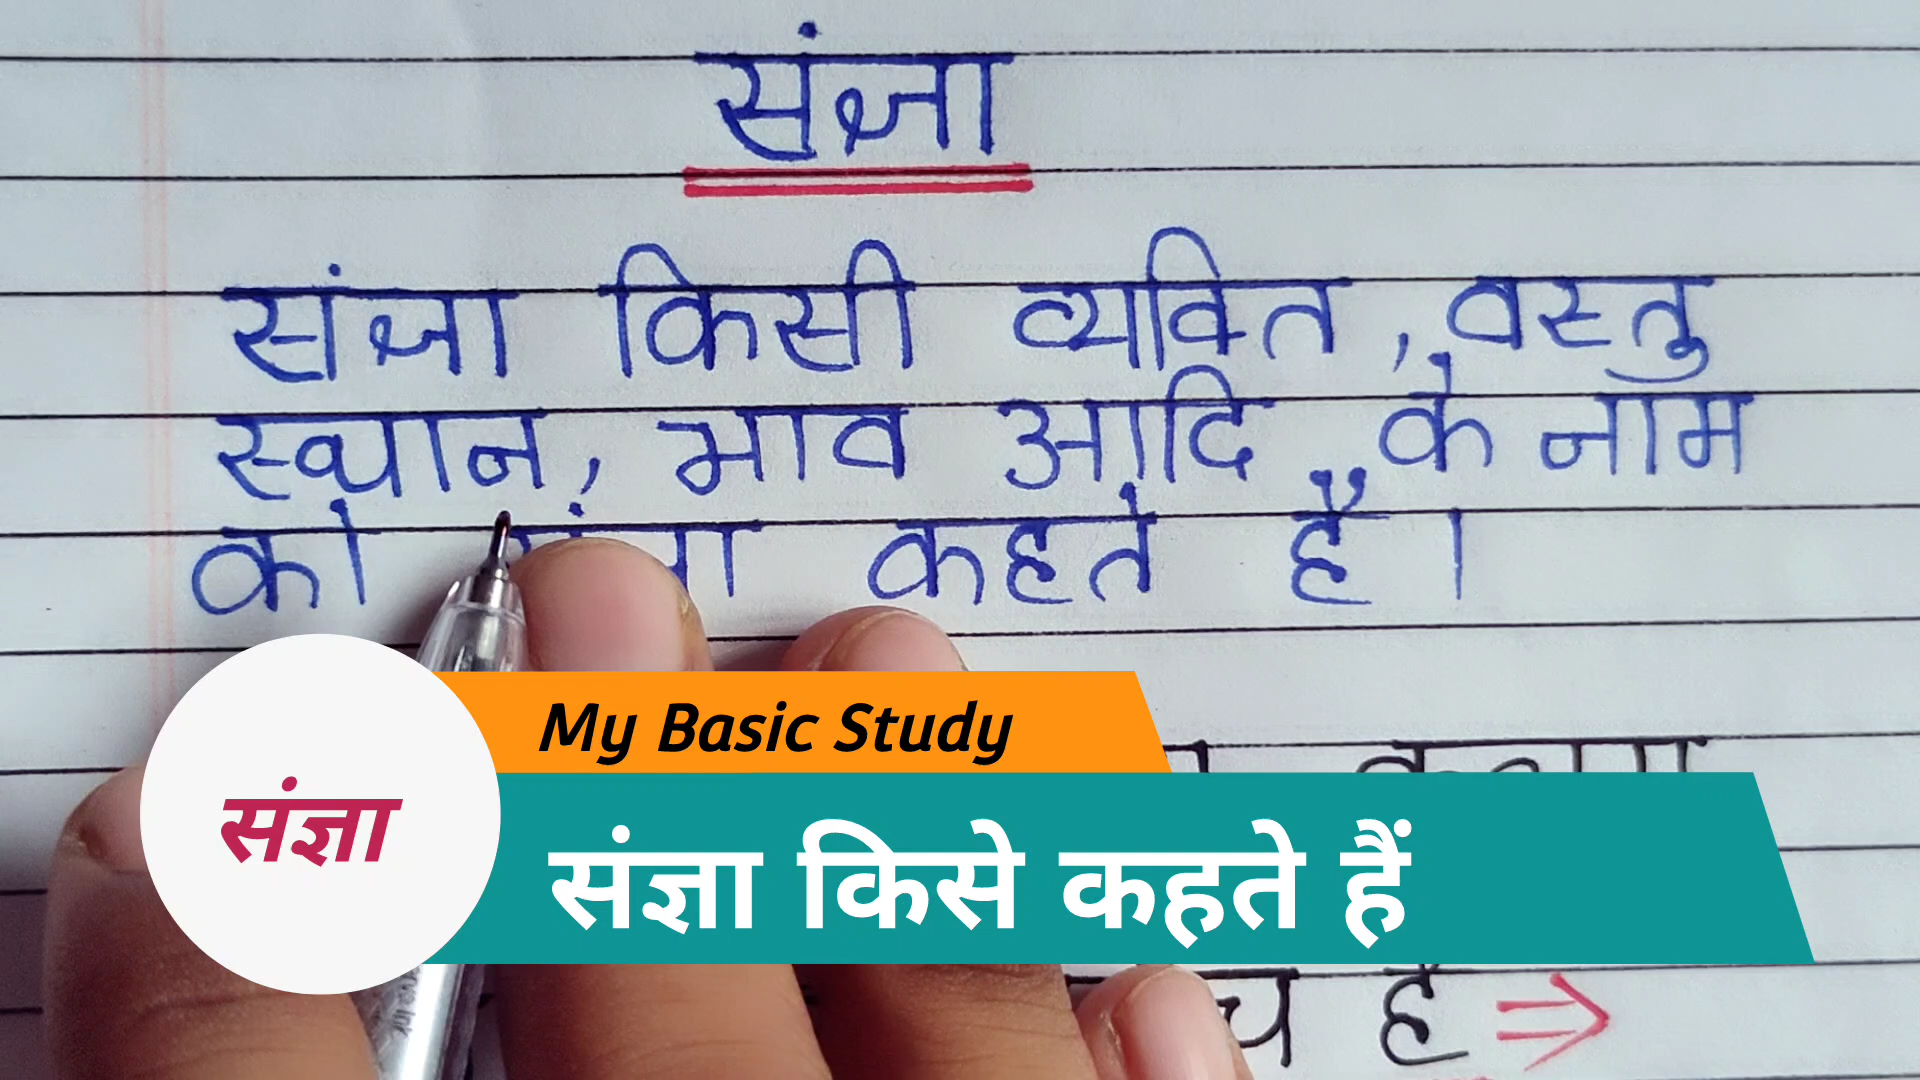 संज्ञा
संज्ञा किसी व्यक्ति, वस्तु
स्थान, भाव आदि के नाम
को कहते हैं।
My Basic Study
संज्ञा
संज्ञा किसे कहते हैं